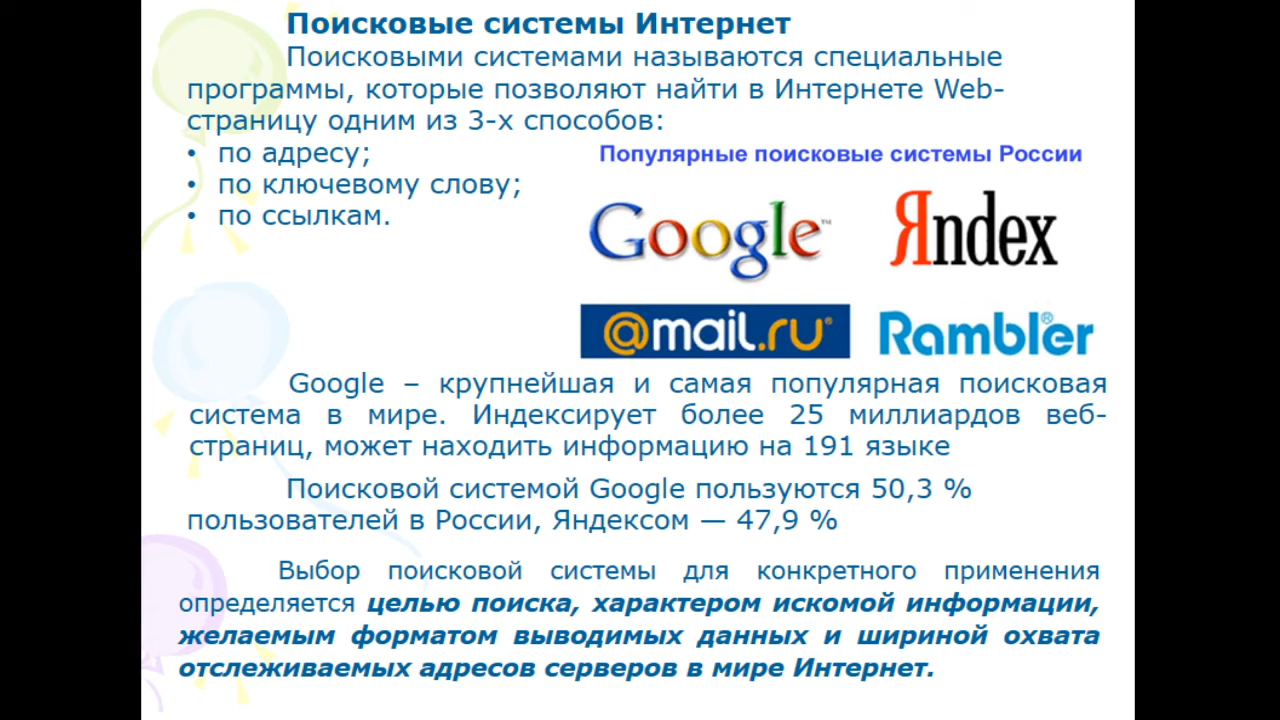 Поисковые системы Интернет
Поисковыми системами называются специальные
программы, которые позволяют найти в Интернете Web-
страницу одним из 3-х способов:
• по адресу;
• по ключевому слову;
• по ссылкам.
Популярные поисковые системы России
Google™
Яndex
@mail.ru®
Rambler®
Google – крупнейшая и самая популярная поисковая
система в мире. Индексирует более 25 миллиардов веб-
страниц, может находить информацию на 191 языке
Поисковой системой Google пользуются 50,3 %
пользователей в России, Яндексом — 47,9 %
Выбор поисковой системы для конкретного применения
определяется целью поиска, характером искомой информации,
желаемым форматом выводимых данных и шириной охвата
отслеживаемых адресов серверов в мире Интернет.